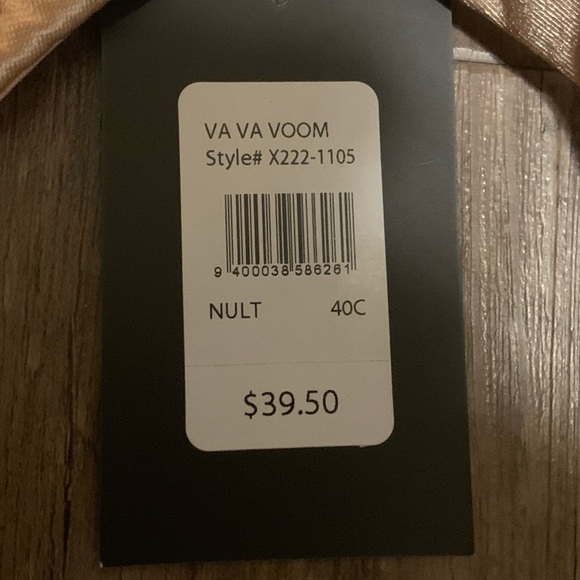 VA VA VOOM
Style# X222-1105
9 400038 586261
NULT 40C
$39.50